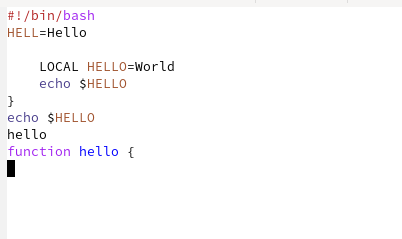 #!/bin/bash
HELL=Hello
LOCAL HELLO=World
echo $HELLO
}
echo $HELLO
hello
function hello {